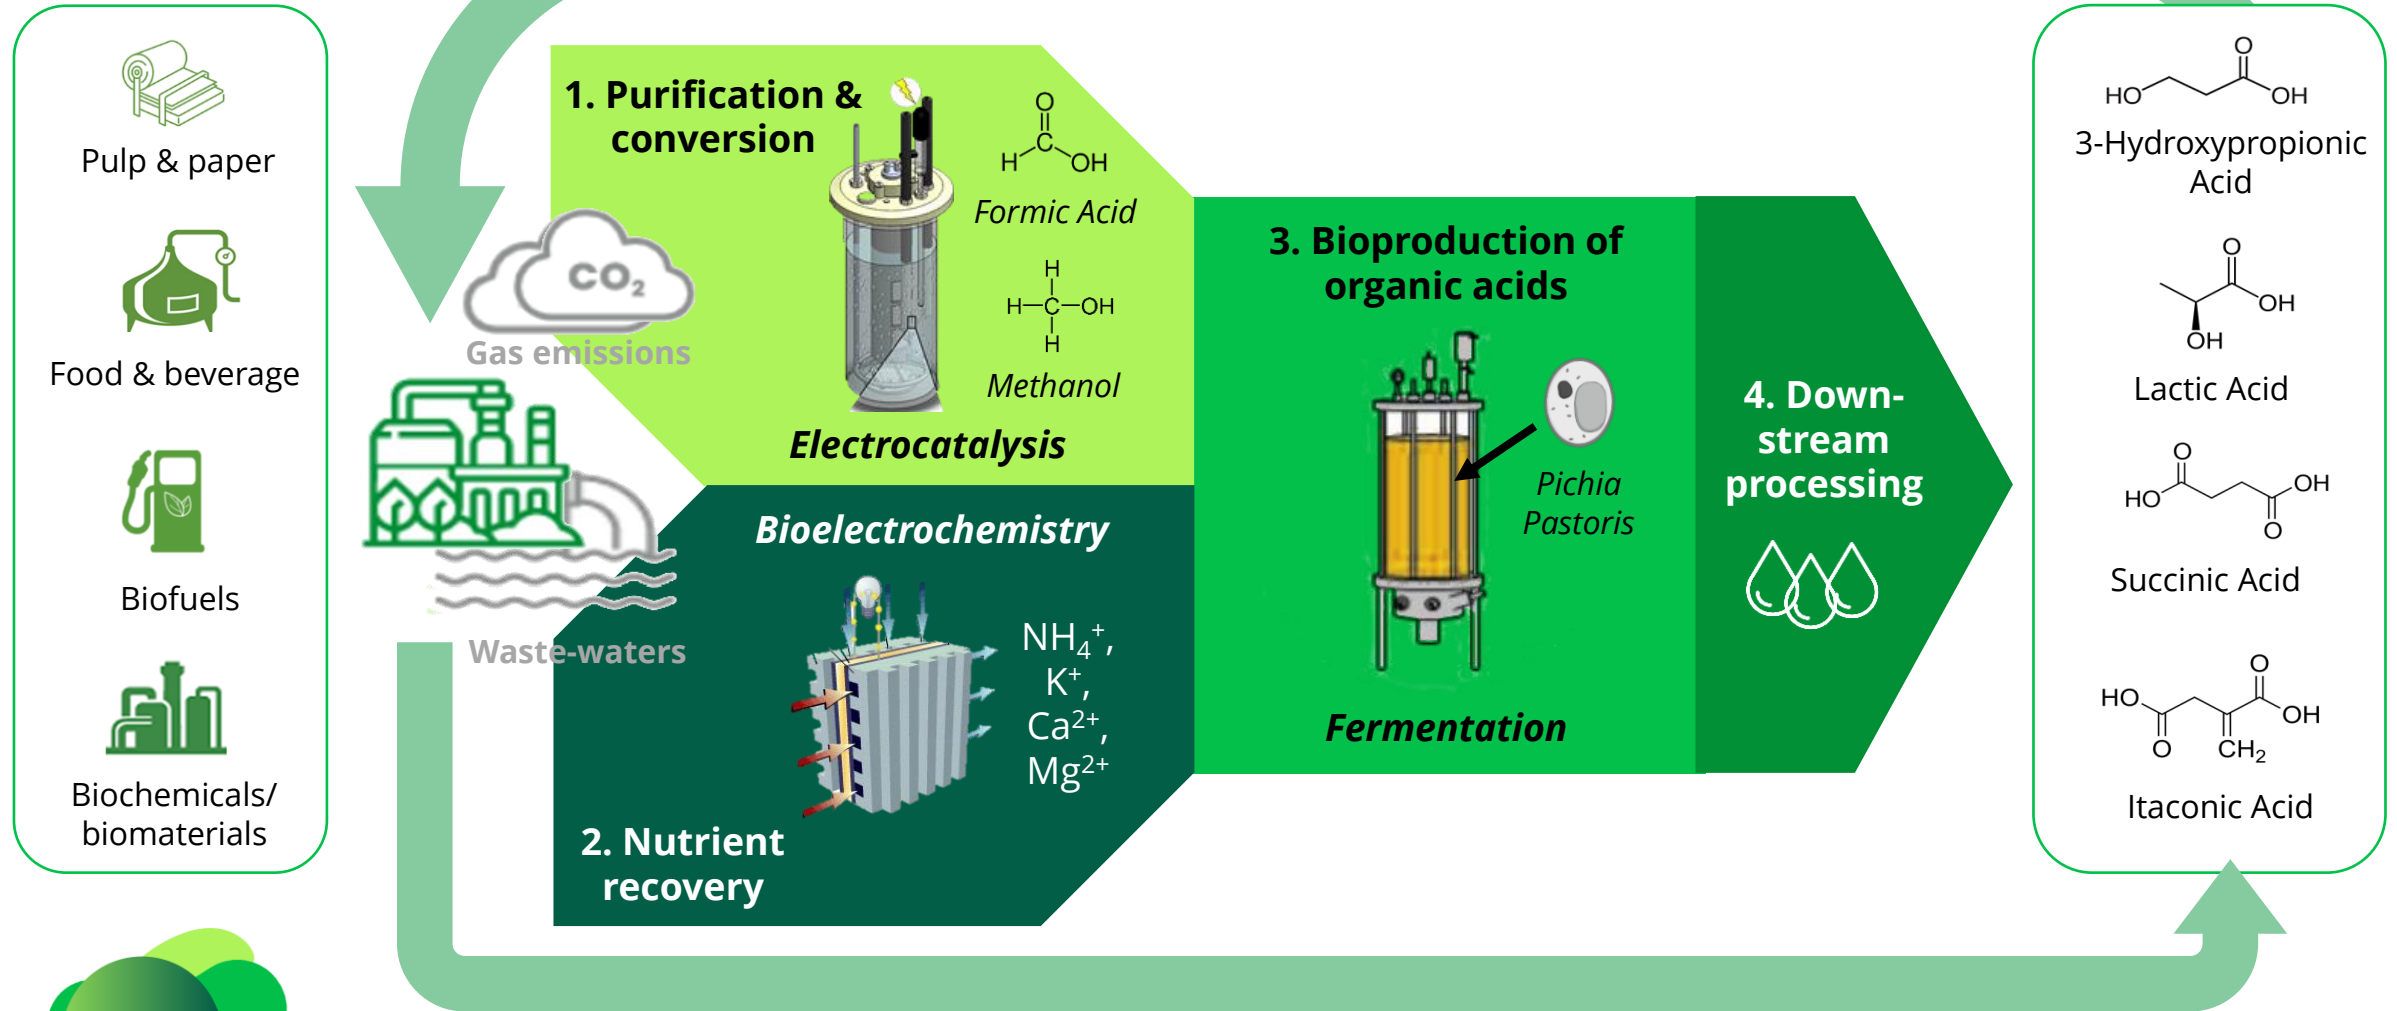 Pulp & paper
Food & beverage
Biofuels
Biochemicals/
biomaterials
CO₂
Gas emissions
Waste-waters
1. Purification &
conversion
O
H
C
OH
Formic Acid
H
H
C
OH
H
Methanol
Electrocatalysis
Bioelectrochemistry
NH₄⁺,
K⁺,
Ca²⁺,
Mg²⁺
2. Nutrient
recovery
3. Bioproduction of
organic acids
Pichia
Pastoris
Fermentation
4. Down-
stream
processing
O
HO
OH
3-Hydroxypropionic
Acid
O
OH
OH
Lactic Acid
O
HO
OH
O
Succinic Acid
O
HO
OH
O
CH₂
Itaconic Acid